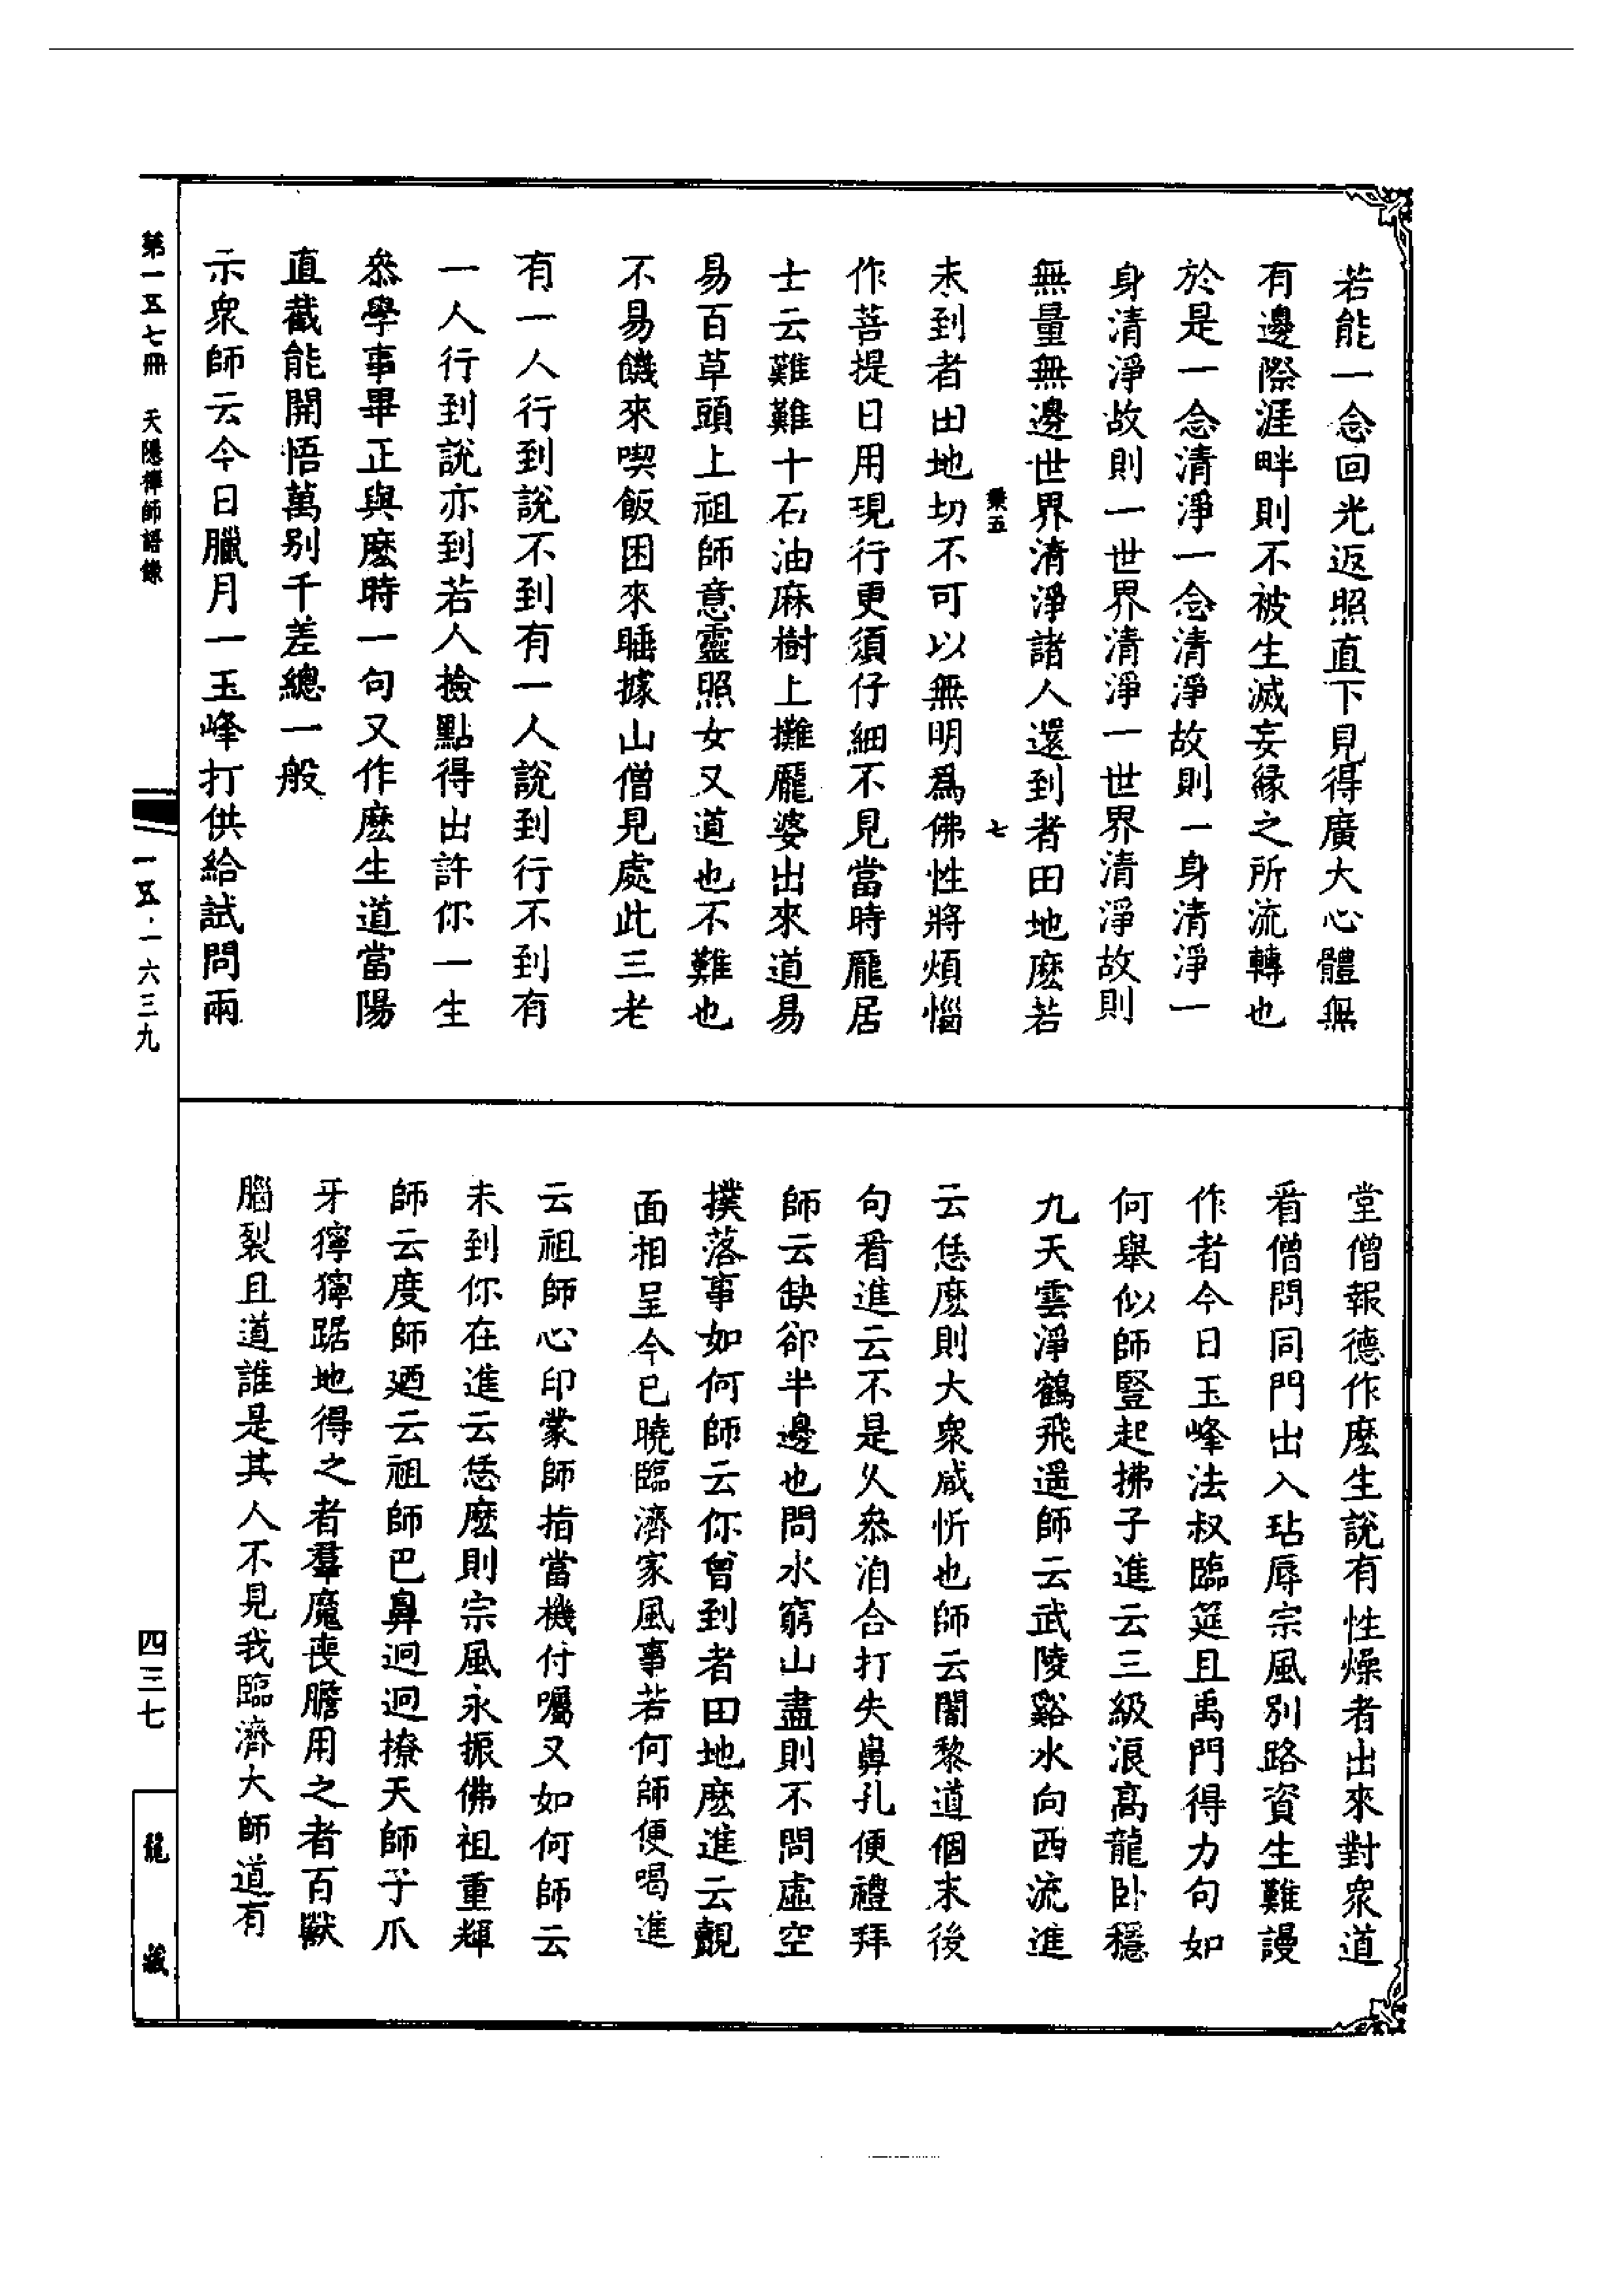 若能一念回光返照直下見得廣大心體無
有邊際涯畔則不被生滅妄緣之所流轉也
於是一念清淨一念清淨故則一身清淨一
身清淨故則一世界清淨一世界清淨故則
無量無邊世界清淨諸人還到者田地麼若
七
未到者田地切不可以無明爲佛性將煩惱
作菩提日用現行更須仔細不見當時龐居
士云難難十石油麻樹上攤龐婆出來道易
易百草頭上祖師意靈照女又道也不難也
不易饑來喫飯困來睡據山僧見處此三老
有一人行到說不到有一人說到行不到有
一人行到說亦到若人撿點得出許你一生
叅學事畢正與麼時一句又作麼生道當陽
直截能開悟萬別千差總一般
示衆師云今日臘月一玉峰打供給試問兩
堂僧報德作麼生說有性燥者出來對衆道
看僧問同門出入玷辱宗風別路資生難謾
作者今日玉峰法叔臨筵且禹門得力句如
何舉似師豎起拂子進云三級浪高龍卧穩
九天雲淨鶴飛遥師云武陵谿水向西流進
云恁麼則大衆咸忻也師云闍黎道個末後
句看進云不是久叅洎合打失鼻孔便禮拜
師云缺卻半邊也問水窮山盡則不問虛空
撲落事如何師云你曾到者田地麼進云覿
面相呈今已曉臨濟家風事若何師便喝進
云祖師心印蒙師指當機付囑又如何師云
未到你在進云恁麼則宗風永振佛祖重輝
師云度師廼云祖師巴鼻迥迥撩天師子爪
牙獰獰踞地得之者羣魔喪膽用之者百獸
腦裂且道誰是其人不見我臨濟大師道有
第一五七冊 天隱禪師語錄
一五·一六三九
四三七
龍藏